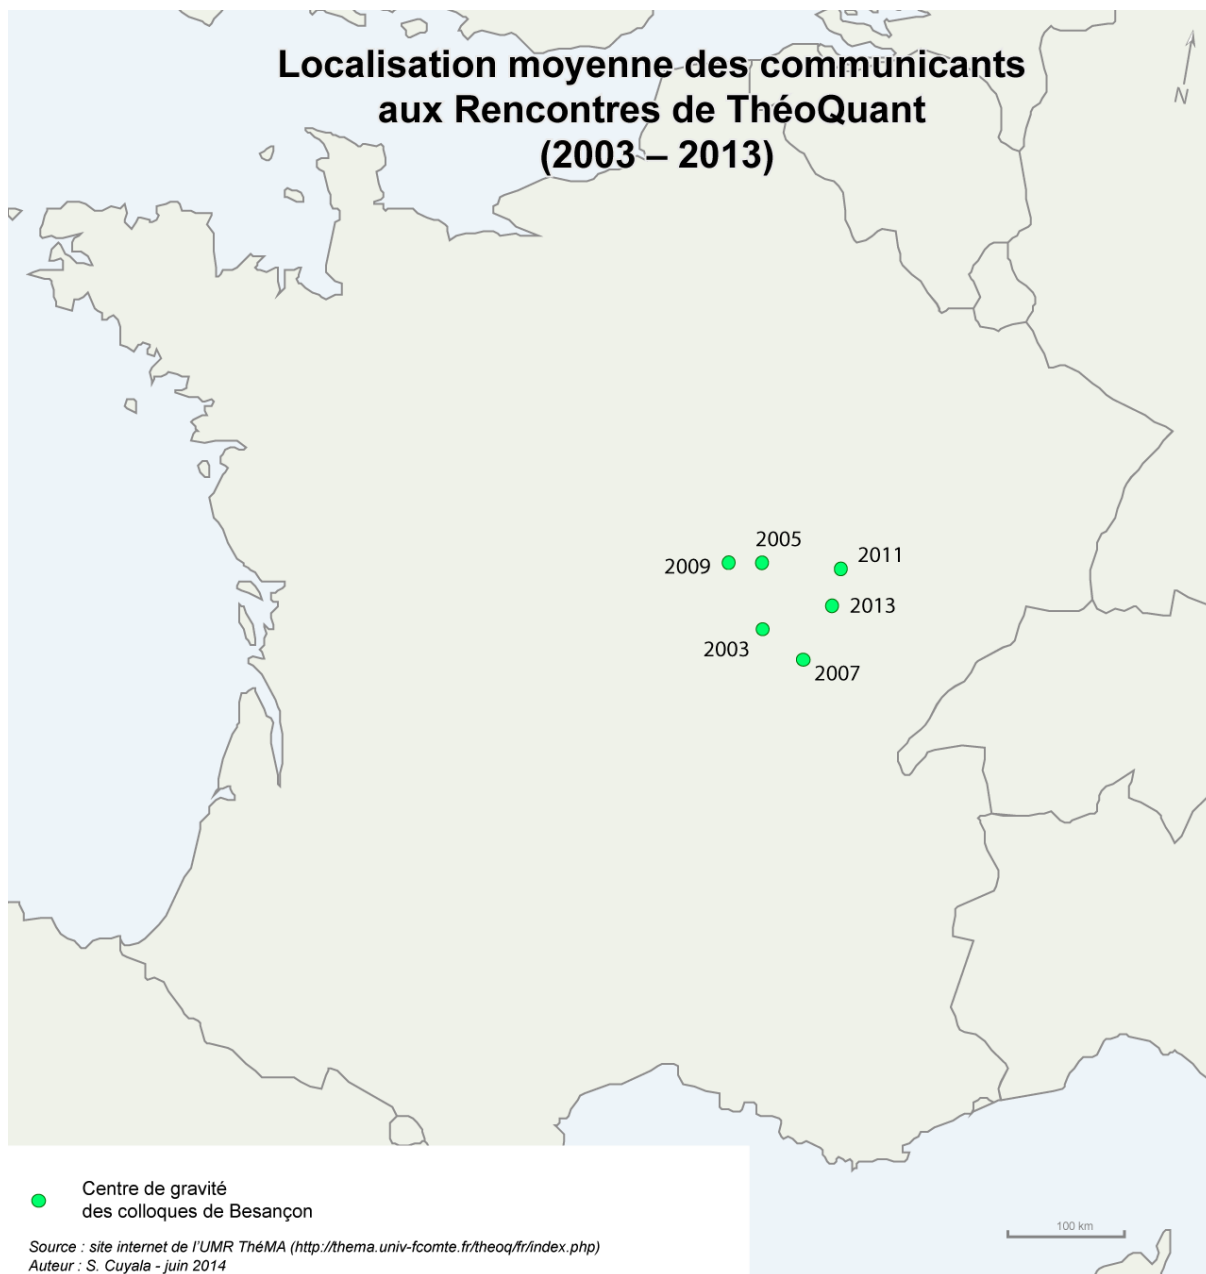 Localisation moyenne des communicants
aux Rencontres de ThéoQuant
(2003 – 2013)
N
2005
2009
2011
2013
2003
2007
Centre de gravité
des colloques de Besançon
100 km
Source : site internet de l'UMR ThéMA (http://thema.univ-fcomte.fr/theoq/fr/index.php)
Auteur : S. Cuyala - juin 2014